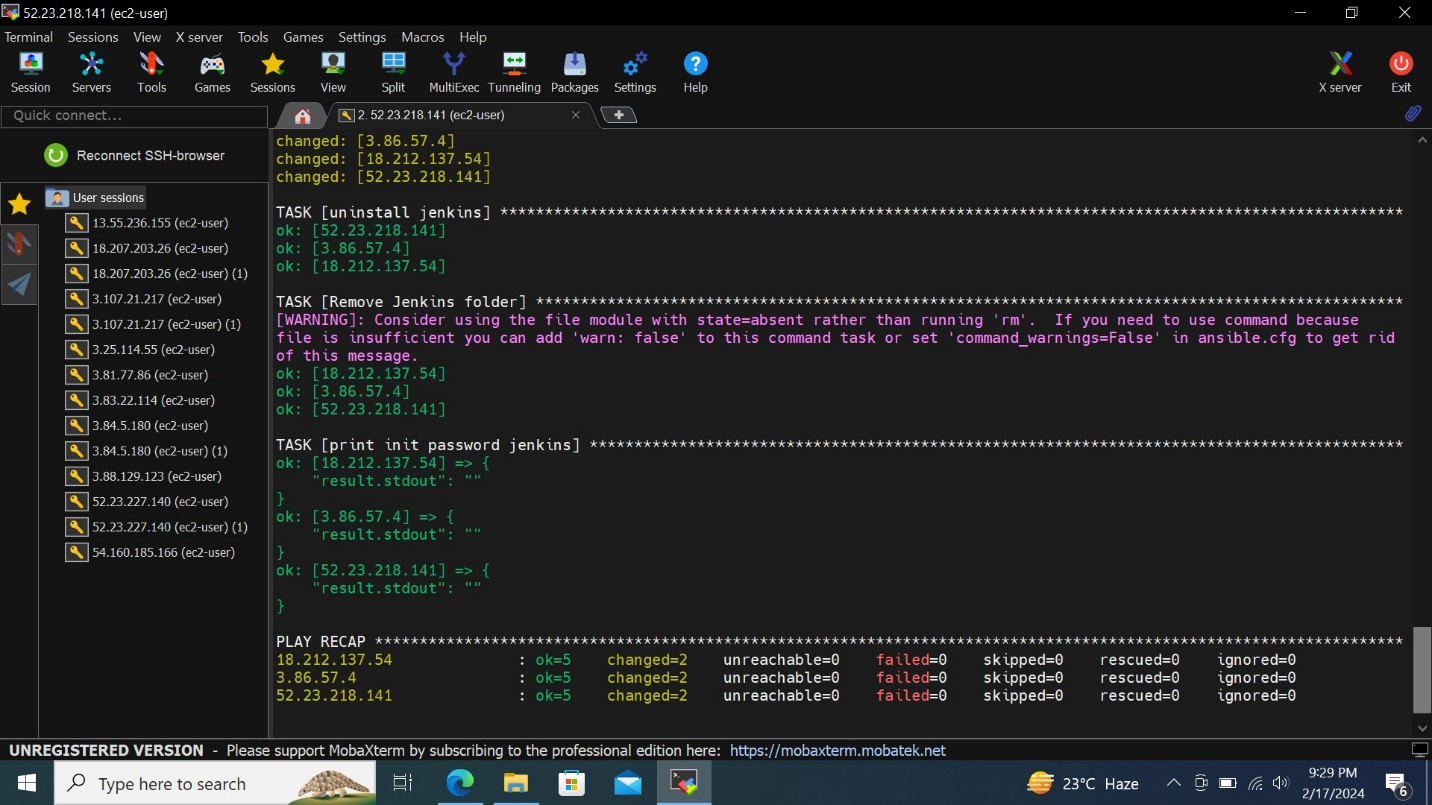 52.23.218.141 (ec2-user)
Terminal Sessions View X server Tools Games Settings Macros Help
Session Servers Tools Games Sessions View Split MultiExec Tunneling Packages Settings Help X server Exit
Quick connect...
2. 52.23.218.141 (ec2-user)
Reconnect SSH-browser
User sessions
13.55.236.155 (ec2-user)
18.207.203.26 (ec2-user)
18.207.203.26 (ec2-user) (1)
3.107.21.217 (ec2-user)
3.107.21.217 (ec2-user) (1)
3.25.114.55 (ec2-user)
3.81.77.86 (ec2-user)
3.83.22.114 (ec2-user)
3.84.5.180 (ec2-user)
3.84.5.180 (ec2-user) (1)
3.88.129.123 (ec2-user)
52.23.227.140 (ec2-user)
52.23.227.140 (ec2-user) (1)
54.160.185.166 (ec2-user)
changed: [3.86.57.4]
changed: [18.212.137.54]
changed: [52.23.218.141]
TASK [uninstall jenkins] *****************************************************************************************************
ok: [52.23.218.141]
ok: [3.86.57.4]
ok: [18.212.137.54]
TASK [Remove Jenkins folder] *************************************************************************************************
[WARNING]: Consider using the file module with state=absent rather than running 'rm'.  If you need to use command because
file is insufficient you can add 'warn: false' to this command task or set 'command_warnings=False' in ansible.cfg to get rid
of this message.
ok: [18.212.137.54]
ok: [3.86.57.4]
ok: [52.23.218.141]
TASK [print init password jenkins] *******************************************************************************************
ok: [18.212.137.54] => {
"result.stdout": ""
}
ok: [3.86.57.4] => {
"result.stdout": ""
}
ok: [52.23.218.141] => {
"result.stdout": ""
}
PLAY RECAP *******************************************************************************************************************
18.212.137.54 : ok=5 changed=2 unreachable=0 failed=0 skipped=0 rescued=0 ignored=0
3.86.57.4 : ok=5 changed=2 unreachable=0 failed=0 skipped=0 rescued=0 ignored=0
52.23.218.141 : ok=5 changed=2 unreachable=0 failed=0 skipped=0 rescued=0 ignored=0
UNREGISTERED VERSION - Please support MobaXterm by subscribing to the professional edition here: https://mobaxterm.mobatek.net
Type here to search
23°C Haze
9:29 PM
2/17/2024
6